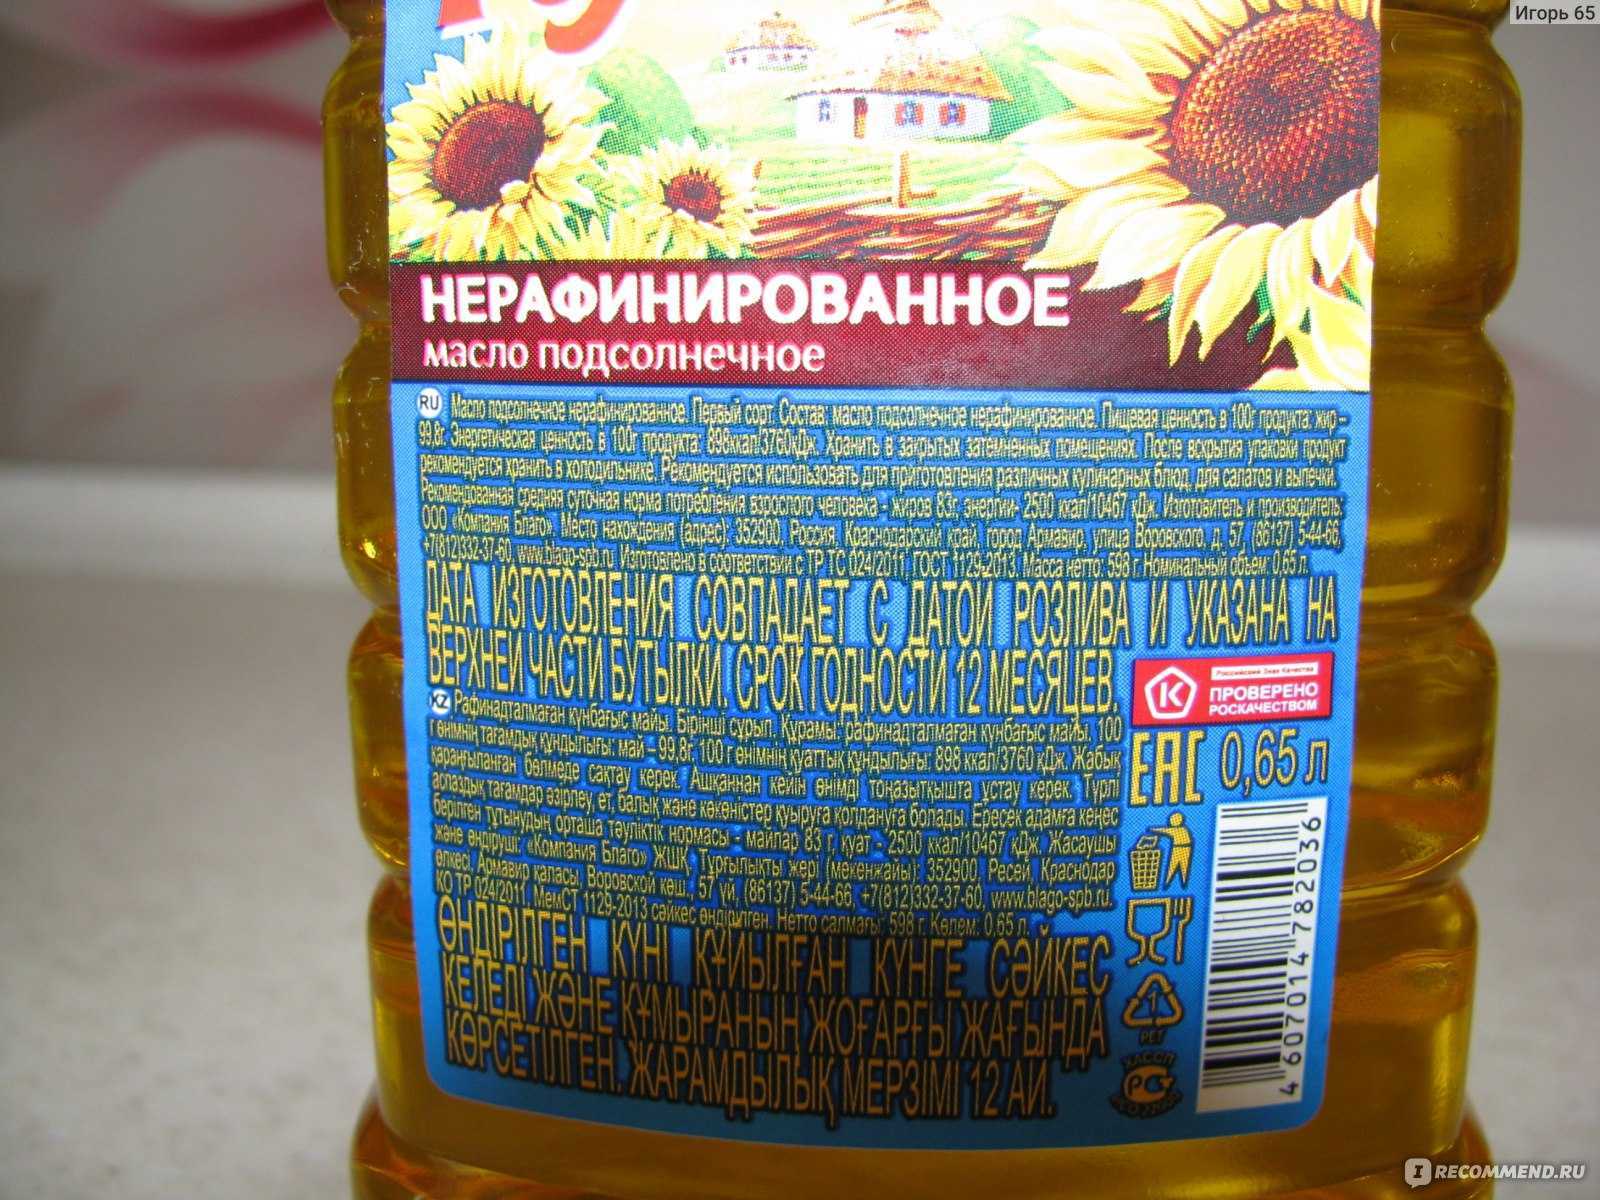 Игорь 65
НЕРАФИНИРОВАННОЕ
масло подсолнечное
RU Масло подсолнечное нерафинированное. Первый сорт. Состав: масло подсолнечное нерафинированное. Пищевая ценность в 100г продукта: жир –
99,8г. Энергетическая ценность в 100г продукта: 898ккал/3760кДж. Хранить в закрытых затемненных помещениях. После вскрытия упаковки продукт
рекомендуется хранить в холодильнике. Рекомендуется использовать для приготовления различных кулинарных блюд, для салатов и выпечки.
Рекомендованная средняя суточная норма потребления взрослого человека - жиров 83г, энергии- 2500 ккал/10467 кДж. Изготовитель и производитель:
ООО «Компания Благо». Место нахождения (адрес): 352900, Россия, Краснодарский край, город Армавир, улица Воровского, д. 57, (86137) 5-44-66,
+7(812)332-37-60, www.blago-spb.ru. Изготовлено в соответствии с ТР ТС 024/2011, ГОСТ 1129-2013. Масса нетто: 598 г. Номинальный объем: 0,65 л.
ДАТА ИЗГОТОВЛЕНИЯ СОВПАДАЕТ С ДАТОЙ РОЗЛИВА И УКАЗАНА НА
ВЕРХНЕЙ ЧАСТИ БУТЫЛКИ. СРОК ГОДНОСТИ 12 МЕСЯЦЕВ.
KZ Рафинадталмаған күнбағыс майы. Бірінші сұрып. Құрамы: рафинадталмаған күнбағыс майы. 100
г өнімнің тағамдық құндылығы: май – 99,8г. 100 г өнімнің қуаттық құндылығы: 898 ккал/3760 кДж. Жабық
қараңғыланған бөлмеде сақтау керек. Ашқаннан кейін өнімді тоңазытқышта ұстау керек. Түрлі
аспаздық тағамдар әзірлеу, ет, балық және көкөністер қуыруға қолдануға болады. Ересек адамға кеңес
берілген тұтынудың орташа тәуліктік нормасы - майлар 83 г, қуат - 2500 ккал/10467 кДж. Жасаушы
және өндіруші: «Компания Благо» ЖШҚ. Тұрғылықты жер (мекенжайы): 352900, Ресей, Краснодар
өлкесі, Армавир қаласы, Воровской көш., 57 үй, (86137) 5-44-66, +7(812)332-37-60, www.blago-spb.ru.
КО ТР 024/2011, МемСТ 1129-2013 сәйкес өндірілген. Нетто салмағы: 598 г. Көлем: 0,65 л.
ӨНДІРІЛГЕН КҮНІ ҚҰЙЫЛҒАН КҮНГЕ СӘЙКЕС
КЕЛЕДІ ЖӘНЕ ҚҰМЫРАНЫҢ ЖОҒАРҒЫ ЖАҒЫНДА
КӨРСЕТІЛГЕН. ЖАРАМДЫЛЫҚ МЕРЗІМІ 12 АЙ.
Российский Знак Качества
ПРОВЕРЕНО
РОСКАЧЕСТВОМ
ЕАС 0,65 л
1
PET
ХАССП
4 607014 782036
IRECOMMEND.RU